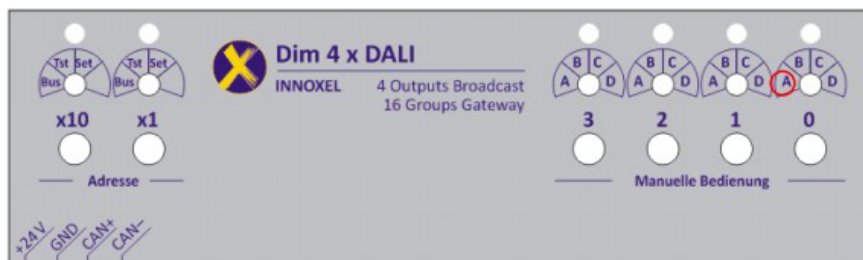 Dim 4 x DALI
INNOXEL 4 Outputs Broadcast
16 Groups Gateway
Bus Tst Set
Bus Tst Set
x10 x1
Adresse
A B C D
A B C D
A B C D
A B C D
3 2 1 0
Manuelle Bedienung
+24 V
GND
CAN+
CAN−